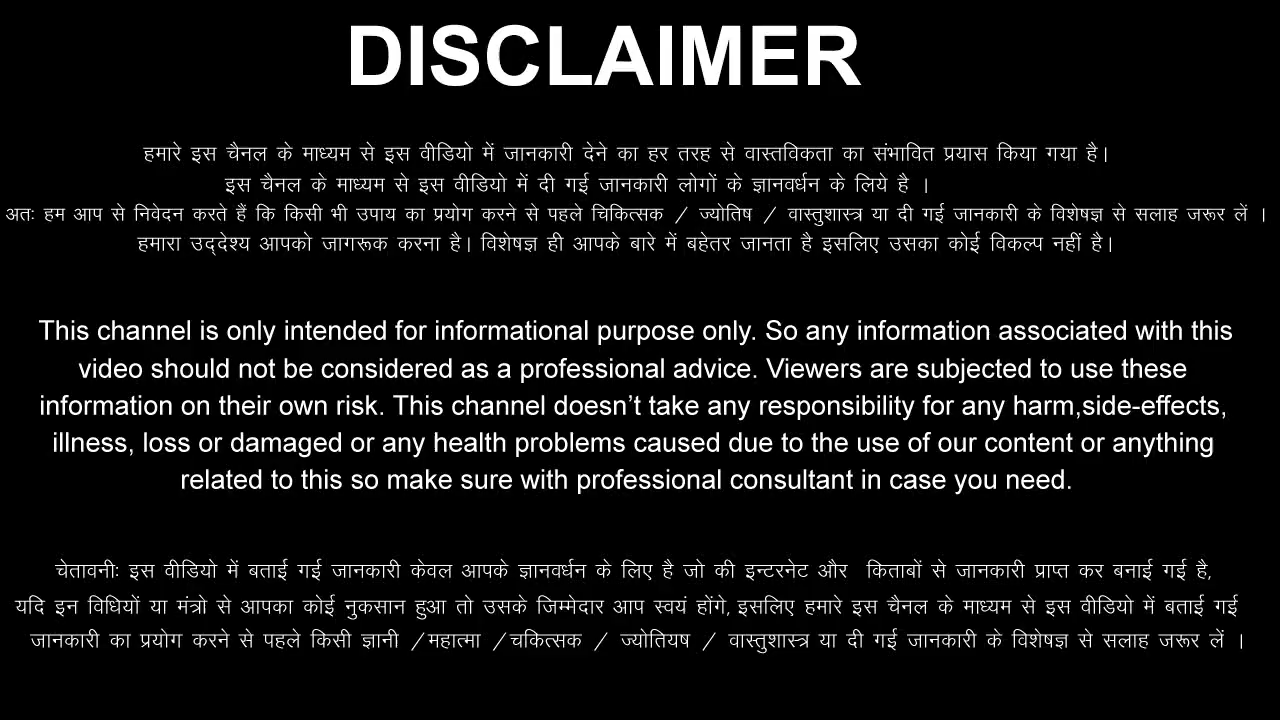 DISCLAIMER
हमारे इस चैनल के माध्यम से इस वीडियो में जानकारी देने का हर तरह से वास्तविकता का संभावित प्रयास किया गया है।
इस चैनल के माध्यम से इस वीडियो में दी गई जानकारी लोगों के ज्ञानवर्धन के लिये है ।
अतः हम आप से निवेदन करते हैं कि किसी भी उपाय का प्रयोग करने से पहले चिकित्सक / ज्योतिष / वास्तुशास्त्र या दी गई जानकारी के विशेषज्ञ से सलाह जरूर लें ।
हमारा उद्देश्य आपको जागरूक करना है। विशेषज्ञ ही आपके बारे में बहेतर जानता है इसलिए उसका कोई विकल्प नहीं है।
This channel is only intended for informational purpose only. So any information associated with this
video should not be considered as a professional advice. Viewers are subjected to use these
information on their own risk. This channel doesn’t take any responsibility for any harm,side-effects,
illness, loss or damaged or any health problems caused due to the use of our content or anything
related to this so make sure with professional consultant in case you need.
चेतावनीः इस वीडियो में बताई गई जानकारी केवल आपके ज्ञानवर्धन के लिए है जो की इन्टरनेट और किताबों से जानकारी प्राप्त कर बनाई गई है,
यदि इन विधियों या मंत्रो से आपका कोई नुकसान हुआ तो उसके जिम्मेदार आप स्वयं होंगे, इसलिए हमारे इस चैनल के माध्यम से इस वीडियो में बताई गई
जानकारी का प्रयोग करने से पहले किसी ज्ञानी /महात्मा /चकित्सक / ज्योतियष / वास्तुशास्त्र या दी गई जानकारी के विशेषज्ञ से सलाह जरूर लें ।